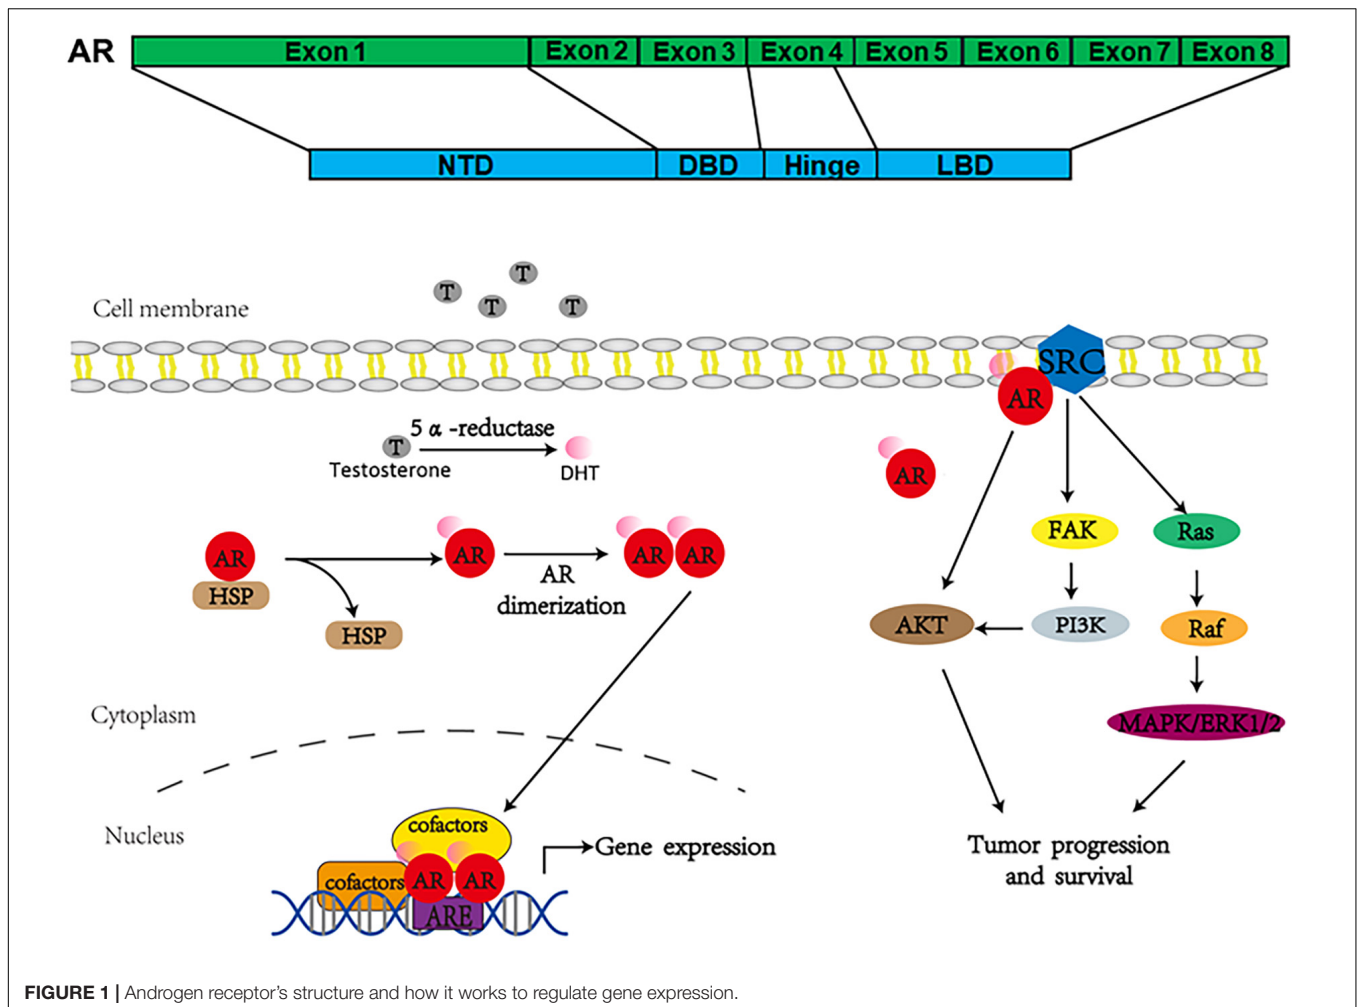 AR Exon 1 Exon 2 Exon 3 Exon 4 Exon 5 Exon 6 Exon 7 Exon 8
NTD DBD Hinge LBD
T
T
T
T
Cell membrane
SRC
AR
5 α -reductase
T
Testosterone
DHT
AR
AR
HSP
HSP
AR
AR
dimerization
AR AR
FAK
Ras
AKT
PI3K
Raf
MAPK/ERK1/2
Tumor progression
and survival
Cytoplasm
Nucleus
cofactors
cofactors
AR AR
ARE
Gene expression
FIGURE 1 | Androgen receptor's structure and how it works to regulate gene expression.